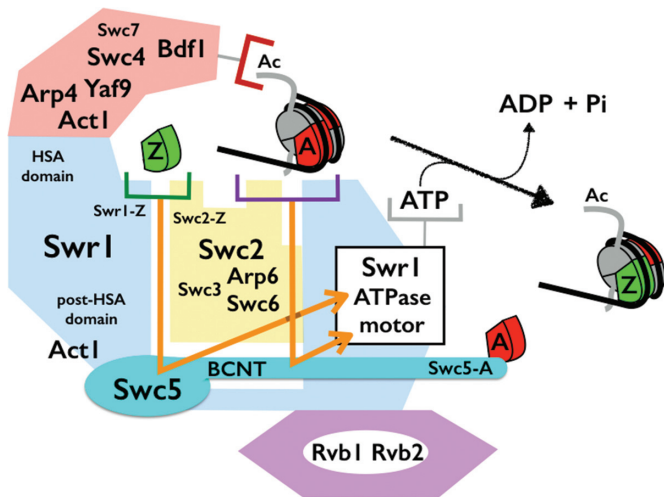 Swc7
Swc4 Bdf1
Arp4 Yaf9
Act1
Ac
A
ADP + Pi
HSA
domain
Z
Swr1-Z
Swc2-Z
ATP
Ac
Swr1
Swc2
Swc3 Arp6
Swc6
Swr1
ATPase
motor
Z
post-HSA
domain
Act1
A
Swc5
BCNT
Swc5-A
Rvb1 Rvb2